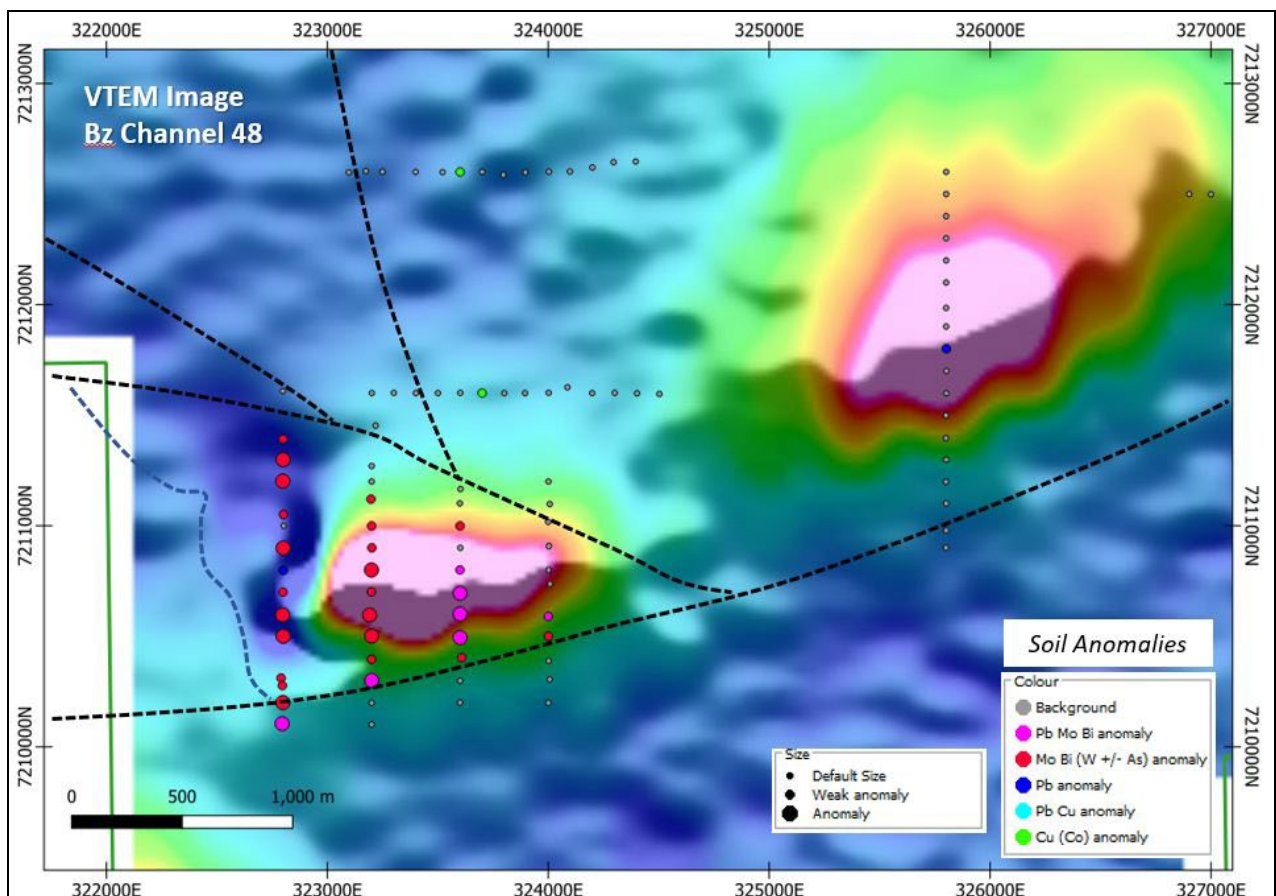 322000E 323000E 324000E 325000E 326000E 327000E
7213000N
7213000N
VTEM Image
Bz Channel 48
7212000N
7212000N
7211000N
7211000N
7210000N
7210000N
Soil Anomalies
Colour
Background
Pb Mo Bi anomaly
Mo Bi (W +/- As) anomaly
Pb anomaly
Pb Cu anomaly
Cu (Co) anomaly
Size
Default Size
Weak anomaly
Anomaly
0 500 1,000 m
322000E 323000E 324000E 325000E 326000E 327000E